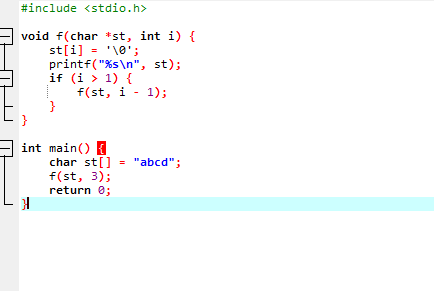 #include <stdio.h>
void f(char *st, int i) {
st[i] = '\0';
printf("%s\n", st);
if (i > 1) {
f(st, i - 1);
}
}
int main() {
char st[] = "abcd";
f(st, 3);
return 0;
}